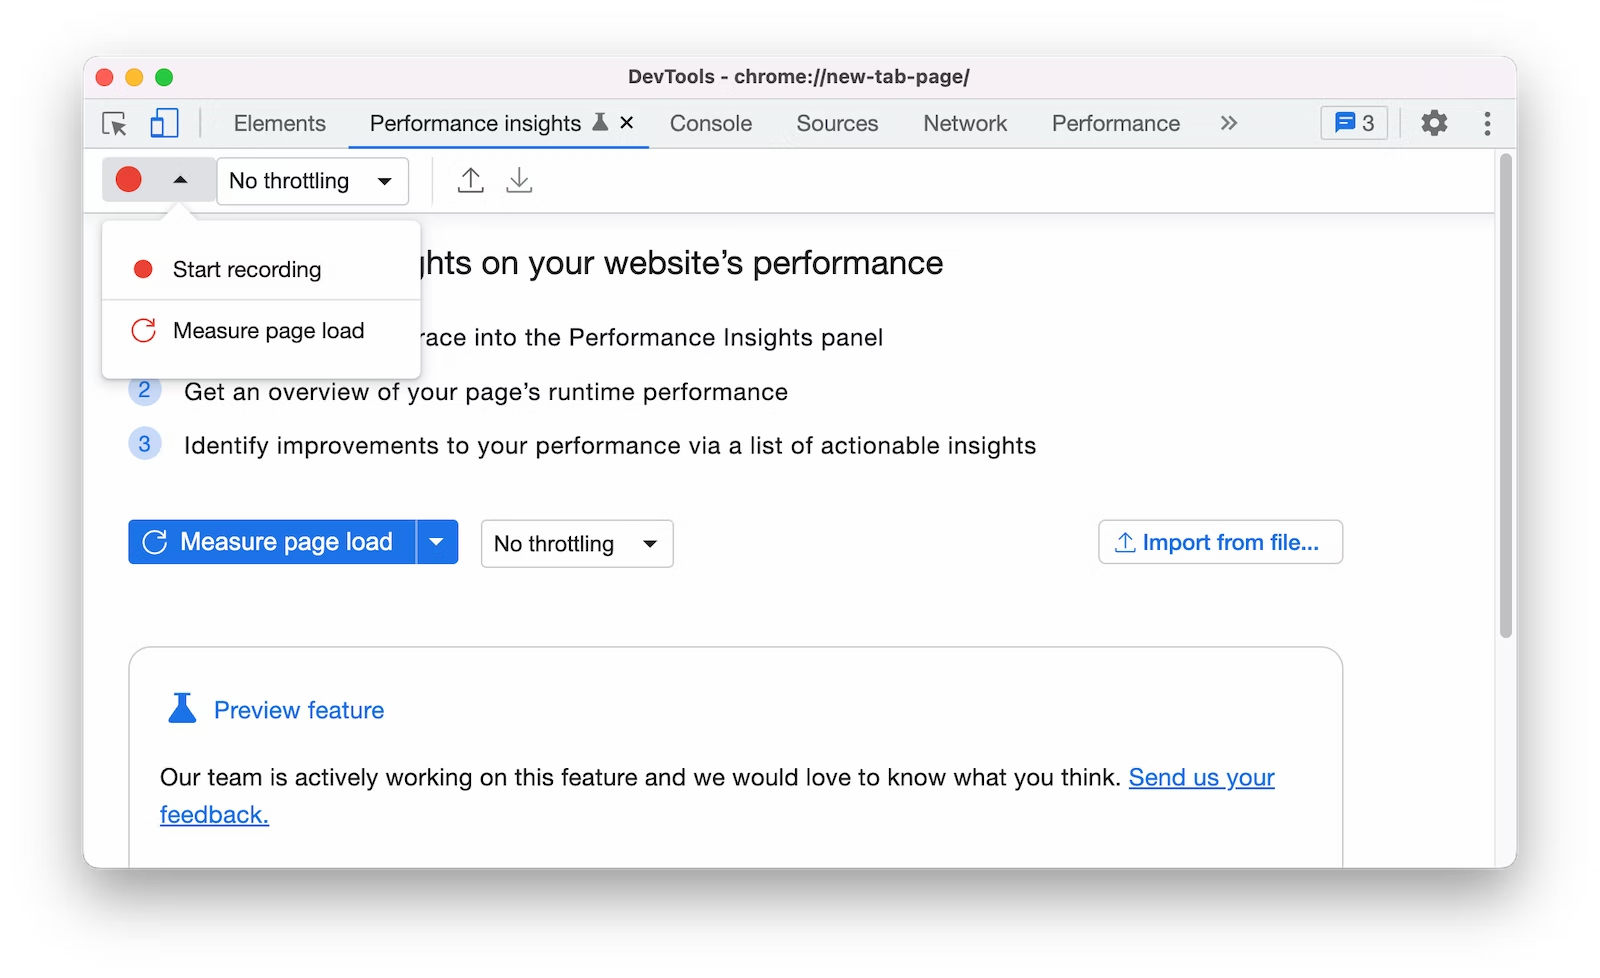 DevTools - chrome://new-tab-page/
Elements
Performance insights
Console
Sources
Network
Performance
3
No throttling
Start recording
Measure page load
hts on your website’s performance
race into the Performance Insights panel
2 Get an overview of your page’s runtime performance
3 Identify improvements to your performance via a list of actionable insights
Measure page load
No throttling
Import from file...
Preview feature
Our team is actively working on this feature and we would love to know what you think. Send us your
feedback.